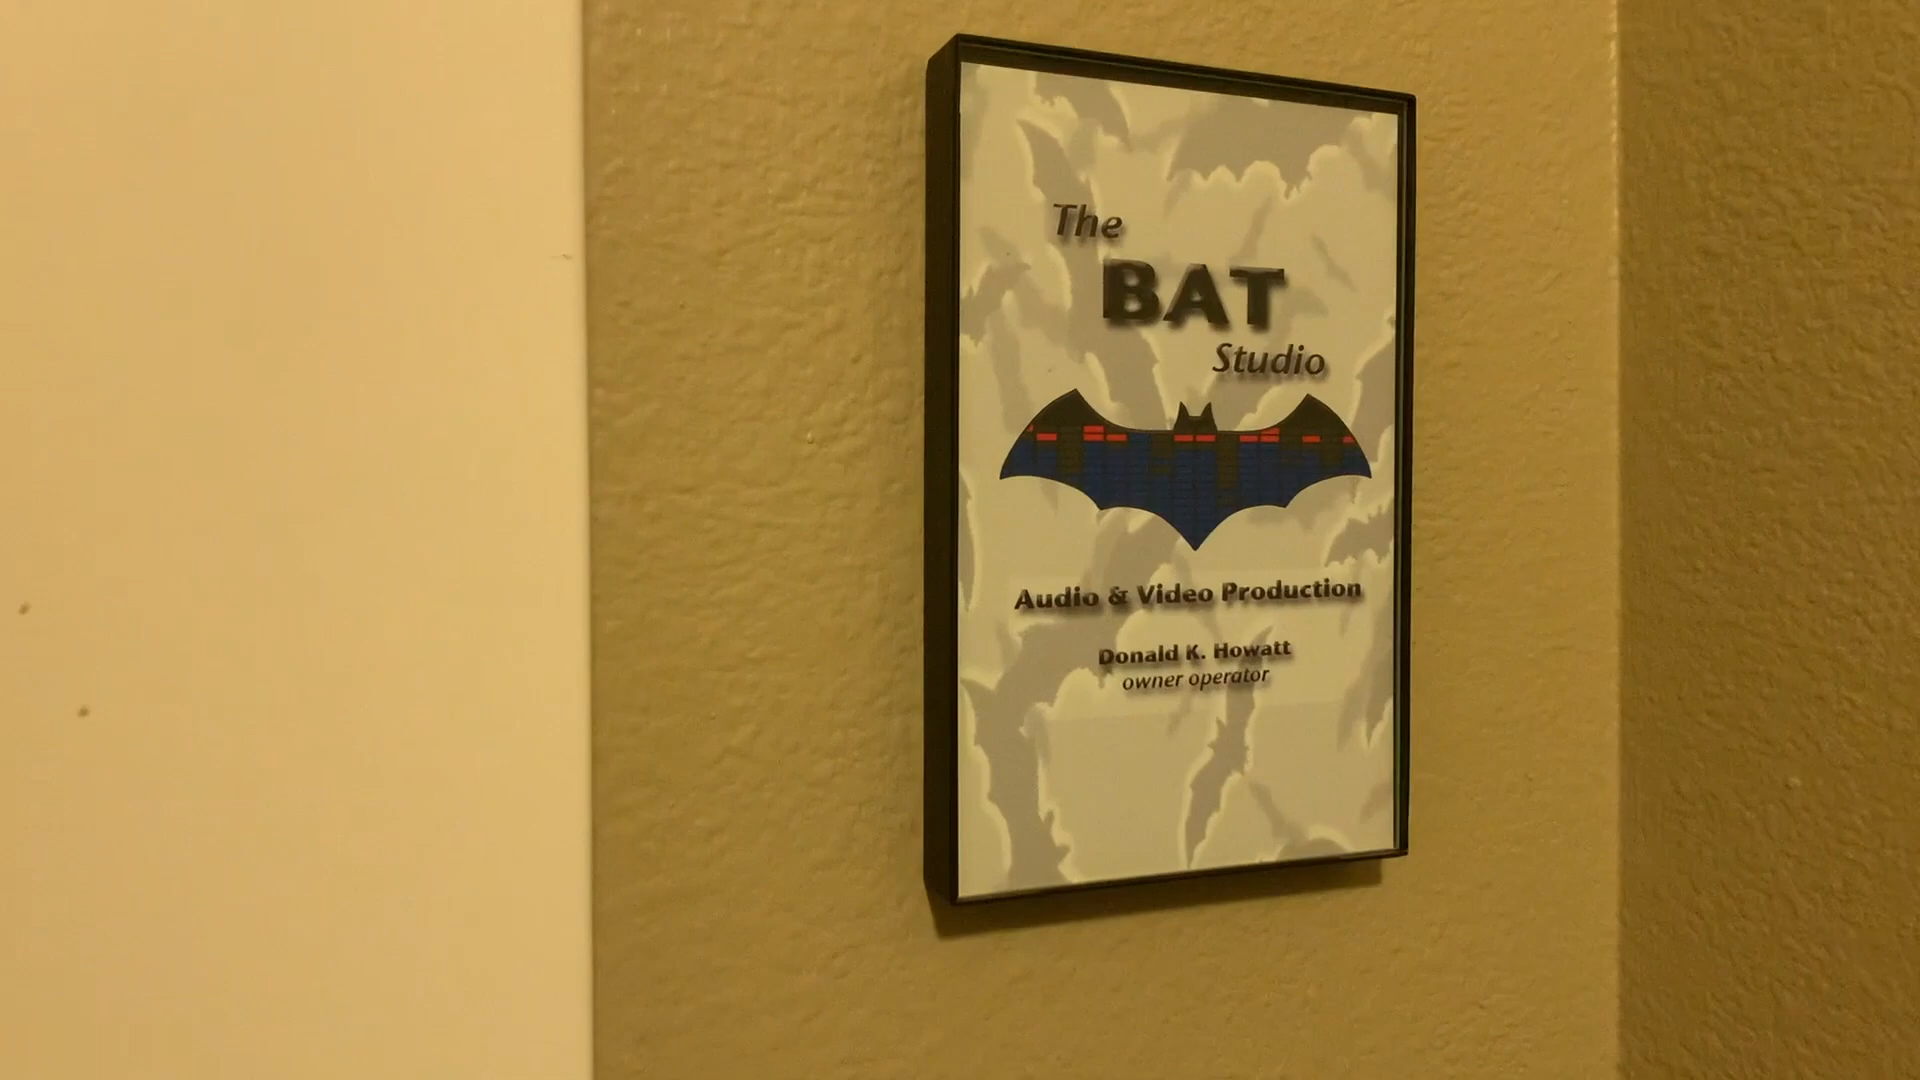 The
BAT
Studio
Audio & Video Production
Donald K. Howatt
owner operator